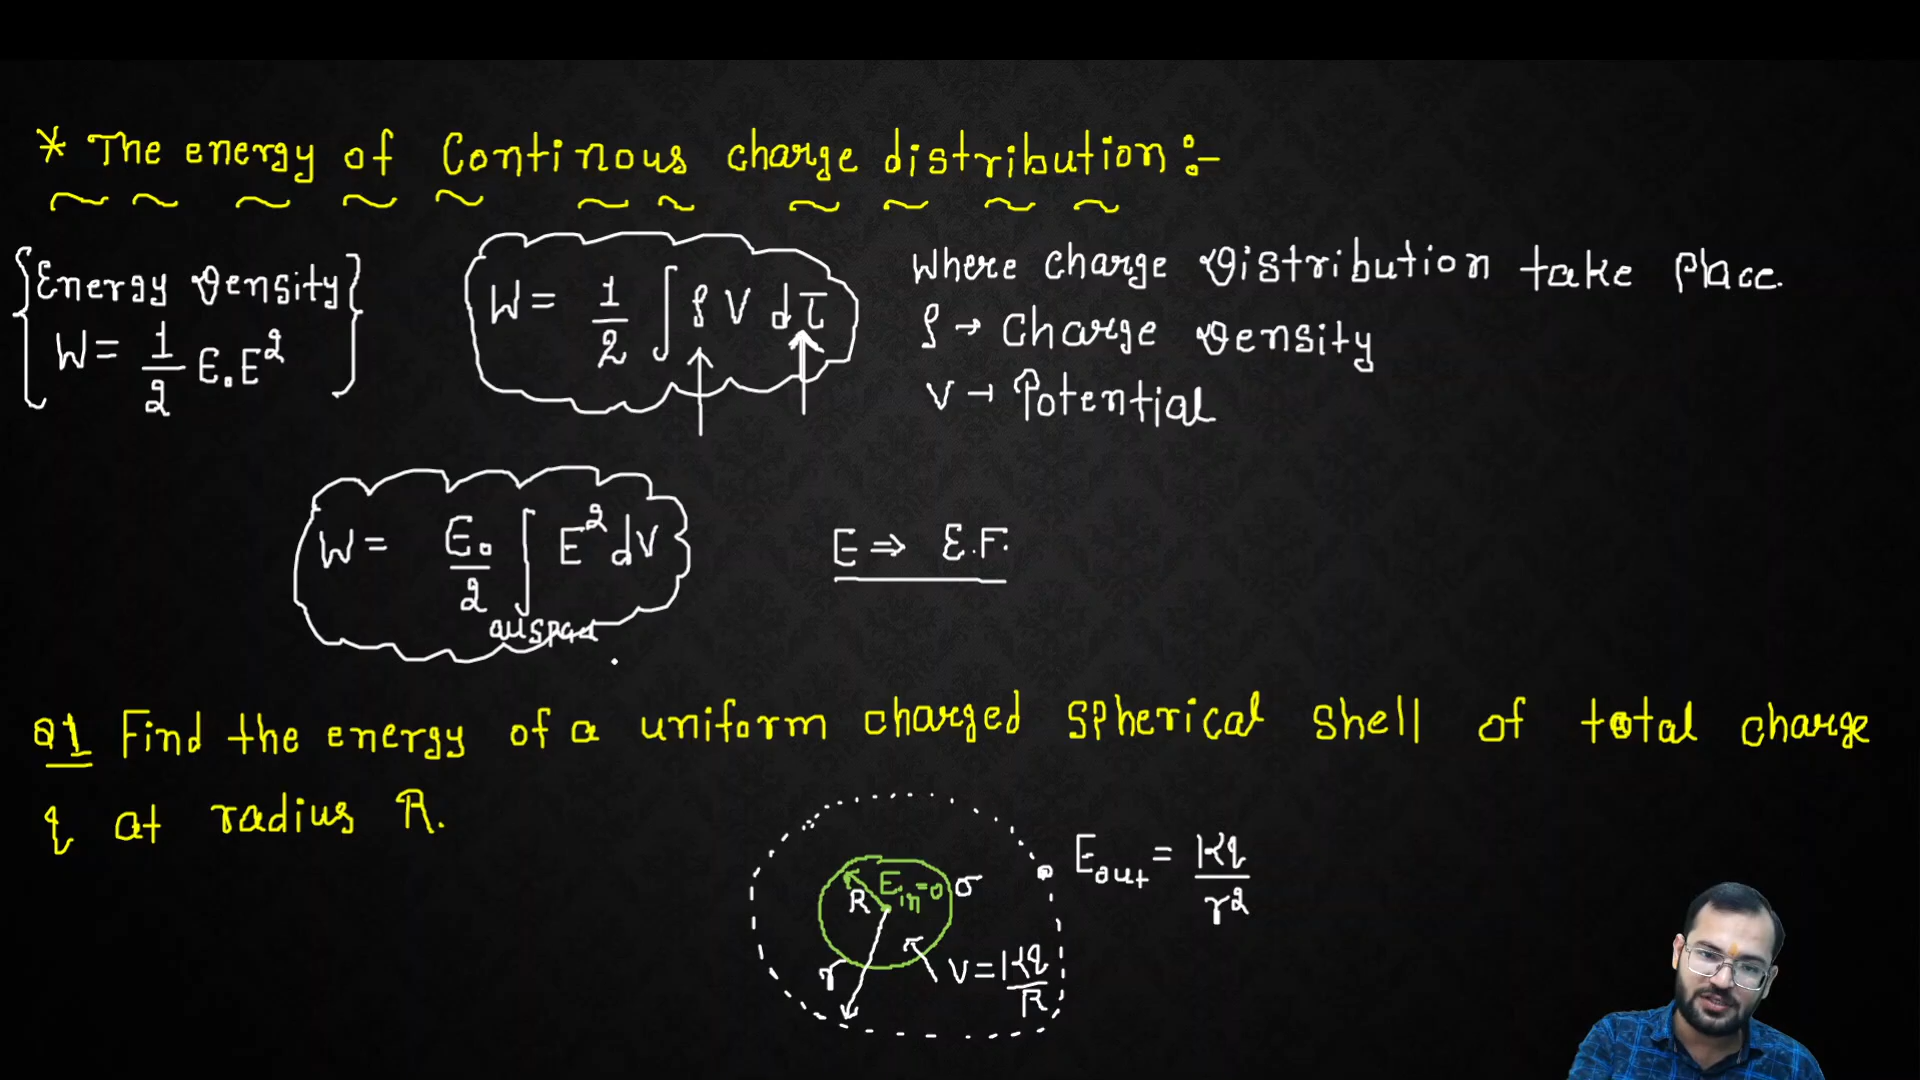 * The energy of Continous charge distribution :-
{Energy Density}
W = 1/2 ε₀E²
W = 1/2 ∫ ρ V dτ
Where charge Distribution take Place.
ρ → Charge Density
V → Potential
W = ε₀/2 ∫ E² dV
all space
E ⇒ E.F.
Q1 Find the energy of a uniform charged spherical shell of total charge
q at radius R.
E_out = Kq/r²
E_in = 0
σ
R
r
V = Kq/R